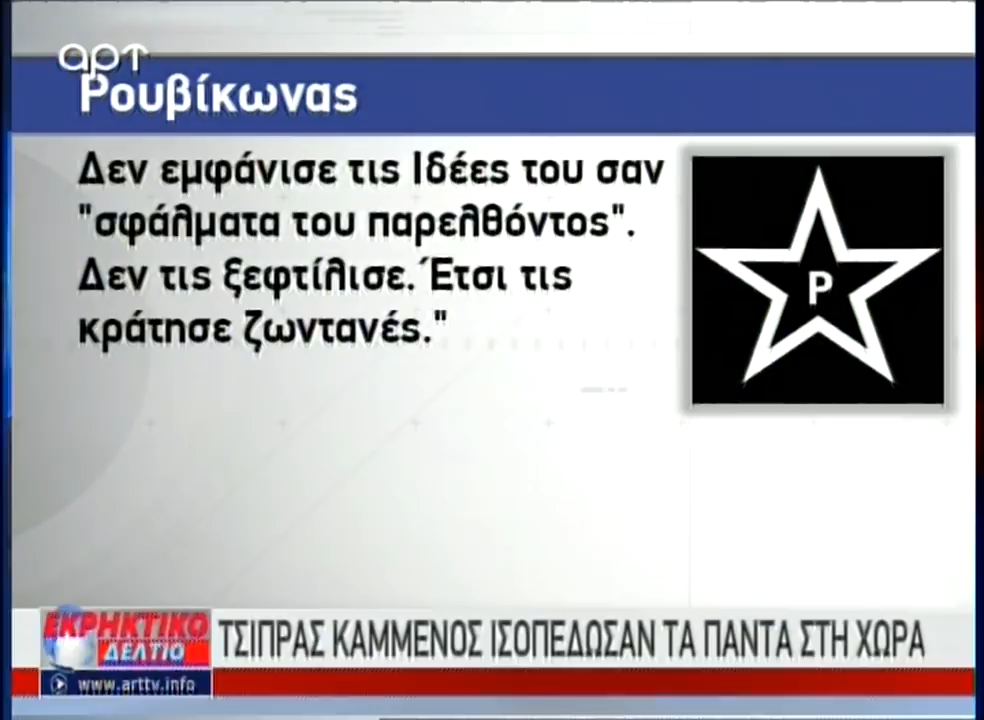 αρτ
Ρουβίκωνας
Δεν εμφάνισε τις Ιδέες του σαν
"σφάλματα του παρελθόντος".
Δεν τις ξεφτίλισε. Έτσι τις
κράτησε ζωντανές."
Ρ
ΕΚΡΗΚΤΙΚΟ
ΔΕΛΤΙΟ
www.arttv.info
ΤΣΙΠΡΑΣ ΚΑΜΜΕΝΟΣ ΙΣΟΠΕΔΩΣΑΝ ΤΑ ΠΑΝΤΑ ΣΤΗ ΧΩΡΑ